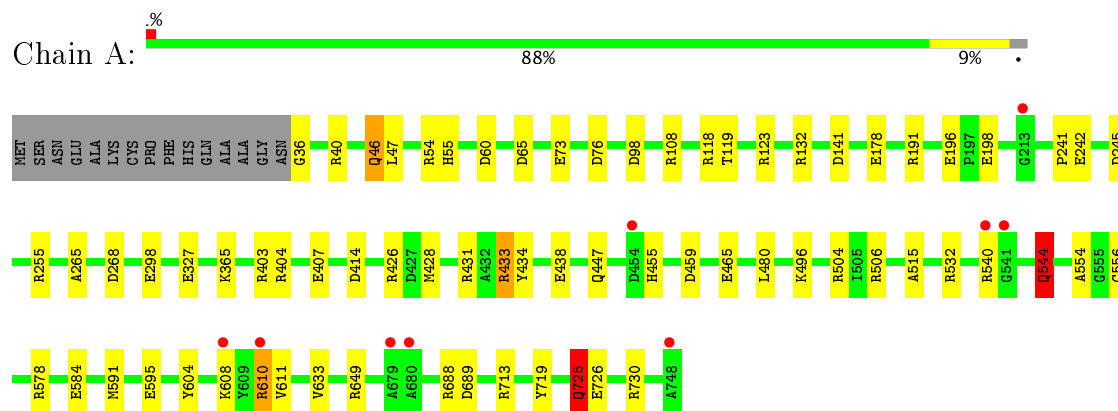 .%
Chain A:
88% 9% •
MET SER ASN GLU ALA LYS CYS PRO PHE HIS GLN ALA ALA GLY ASN G36 R40 Q46 L47 R54 H55 D60 D65 E73 D76 D98 R108 R118 T119 R123 R132 D141 E178 R191 E196 P197 E198 G213 P241 E242 D245
R255 A265 D268 E298 E327 K365 R403 R404 E407 D414 R426 D427 M428 R431 A432 R433 Y434 E438 Q447 D454 H455 D459 E465 L480 K496 R504 I505 R506 A515 R532 R540 G541 Q544 A554 G555 C556
R578 E584 M591 E595 Y604 K608 Y609 R610 V611 V633 R649 A679 A680 R688 D689 R713 Y719 Q725 E726 R730 A748